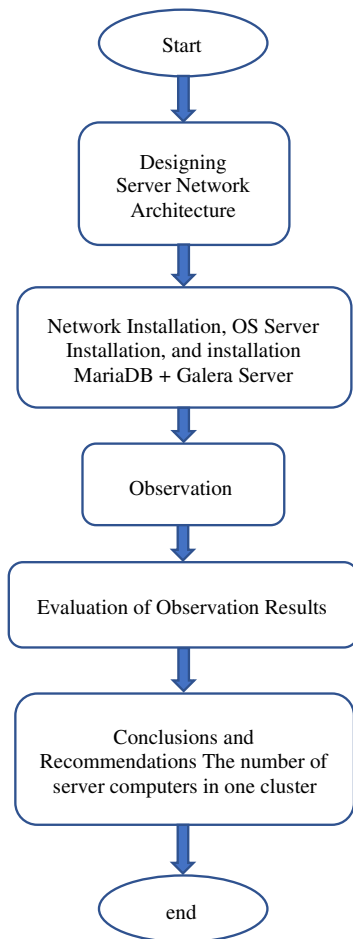 Start
Designing
Server Network
Architecture
Network Installation, OS Server
Installation, and installation
MariaDB + Galera Server
Observation
Evaluation of Observation Results
Conclusions and
Recommendations The number of
server computers in one cluster
end